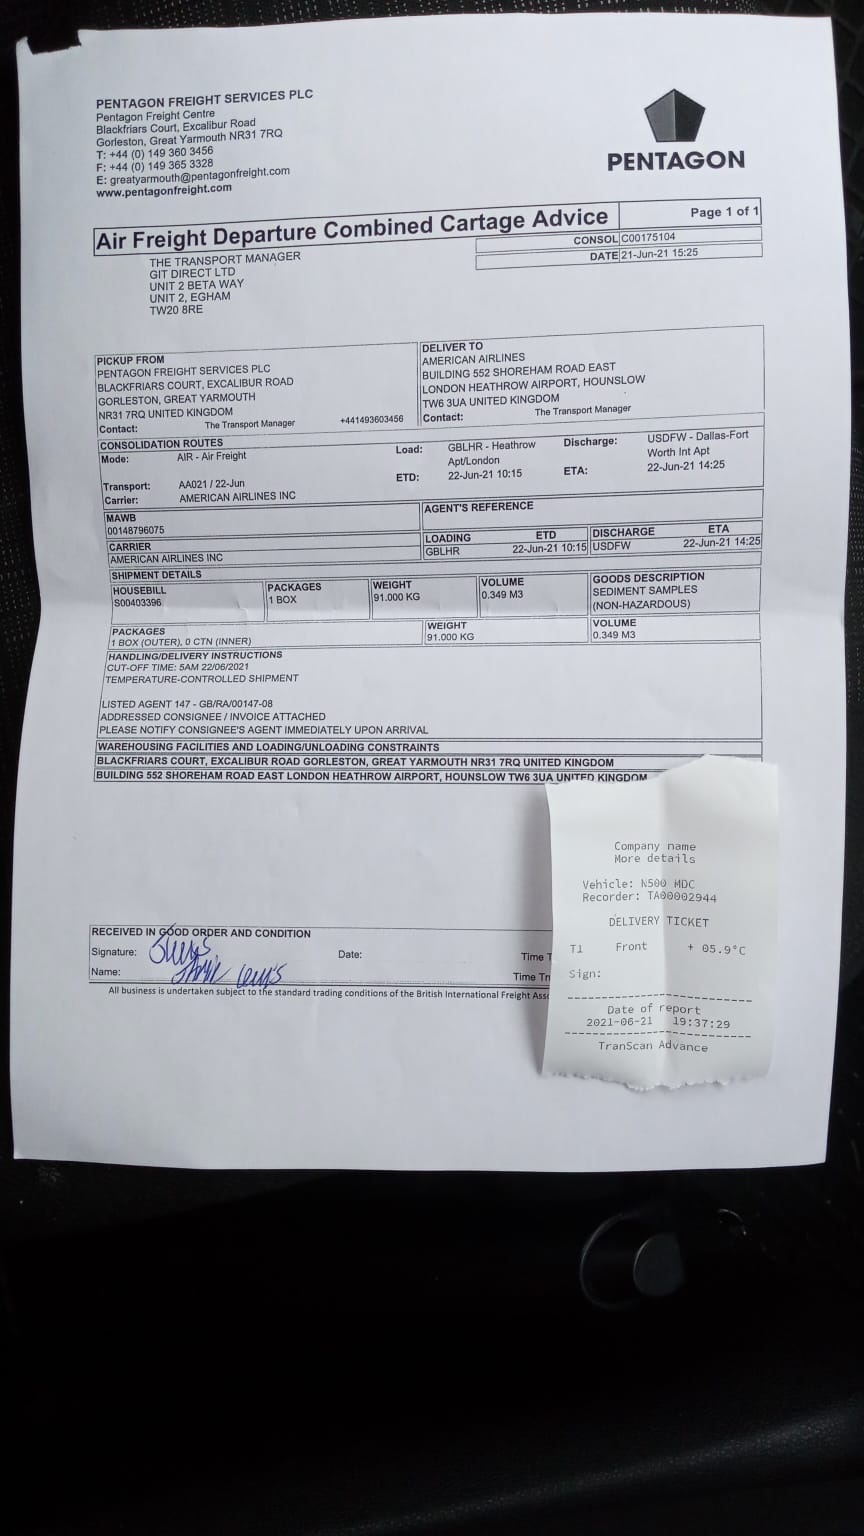 PENTAGON FREIGHT SERVICES PLC
Pentagon Freight Centre
Blackfriars Court, Excalibur Road
Gorleston, Great Yarmouth NR31 7RQ
T: +44 (0) 149 360 3456
F: +44 (0) 149 365 3328
E: greatyarmouth@pentagonfreight.com
www.pentagonfreight.com
PENTAGON
Air Freight Departure Combined Cartage Advice
Page 1 of 1
CONSOL C00175104
DATE 21-Jun-21 15:25
THE TRANSPORT MANAGER
GIT DIRECT LTD
UNIT 2 BETA WAY
UNIT 2, EGHAM
TW20 8RE
PICKUP FROM
PENTAGON FREIGHT SERVICES PLC
BLACKFRIARS COURT, EXCALIBUR ROAD
GORLESTON, GREAT YARMOUTH
NR31 7RQ UNITED KINGDOM
Contact: The Transport Manager +441493603456
DELIVER TO
AMERICAN AIRLINES
BUILDING 552 SHOREHAM ROAD EAST
LONDON HEATHROW AIRPORT, HOUNSLOW
TW6 3UA UNITED KINGDOM
Contact: The Transport Manager
CONSOLIDATION ROUTES
Mode: AIR - Air Freight
Load: GBLHR - Heathrow
Apt/London
Discharge: USDFW - Dallas-Fort
Worth Int Apt
Transport: AA021 / 22-Jun
ETD: 22-Jun-21 10:15
ETA: 22-Jun-21 14:25
Carrier: AMERICAN AIRLINES INC
MAWB
00148796075
AGENT'S REFERENCE
CARRIER
AMERICAN AIRLINES INC
LOADING ETD DISCHARGE ETA
GBLHR 22-Jun-21 10:15 USDFW 22-Jun-21 14:25
SHIPMENT DETAILS
HOUSEBILL PACKAGES WEIGHT VOLUME GOODS DESCRIPTION
S00403396 1 BOX 91.000 KG 0.349 M3 SEDIMENT SAMPLES
(NON-HAZARDOUS)
PACKAGES WEIGHT VOLUME
1 BOX (OUTER), 0 CTN (INNER) 91.000 KG 0.349 M3
HANDLING/DELIVERY INSTRUCTIONS
CUT-OFF TIME: 5AM 22/06/2021
TEMPERATURE-CONTROLLED SHIPMENT
LISTED AGENT 147 - GB/RA/00147-08
ADDRESSED CONSIGNEE / INVOICE ATTACHED
PLEASE NOTIFY CONSIGNEE'S AGENT IMMEDIATELY UPON ARRIVAL
WAREHOUSING FACILITIES AND LOADING/UNLOADING CONSTRAINTS
BLACKFRIARS COURT, EXCALIBUR ROAD GORLESTON, GREAT YARMOUTH NR31 7RQ UNITED KINGDOM
BUILDING 552 SHOREHAM ROAD EAST LONDON HEATHROW AIRPORT, HOUNSLOW TW6 3UA UNITED KINGDOM
RECEIVED IN GOOD ORDER AND CONDITION
Signature: Date: Time
Name: Time
All business is undertaken subject to the standard trading conditions of the British International Freight
Company name
More details
Vehicle: N500 MDC
Recorder: TA00002944
DELIVERY TICKET
T1 Front + 05.9°C
Sign:
Date of report
2021-06-21 19:37:29
TranScan Advance